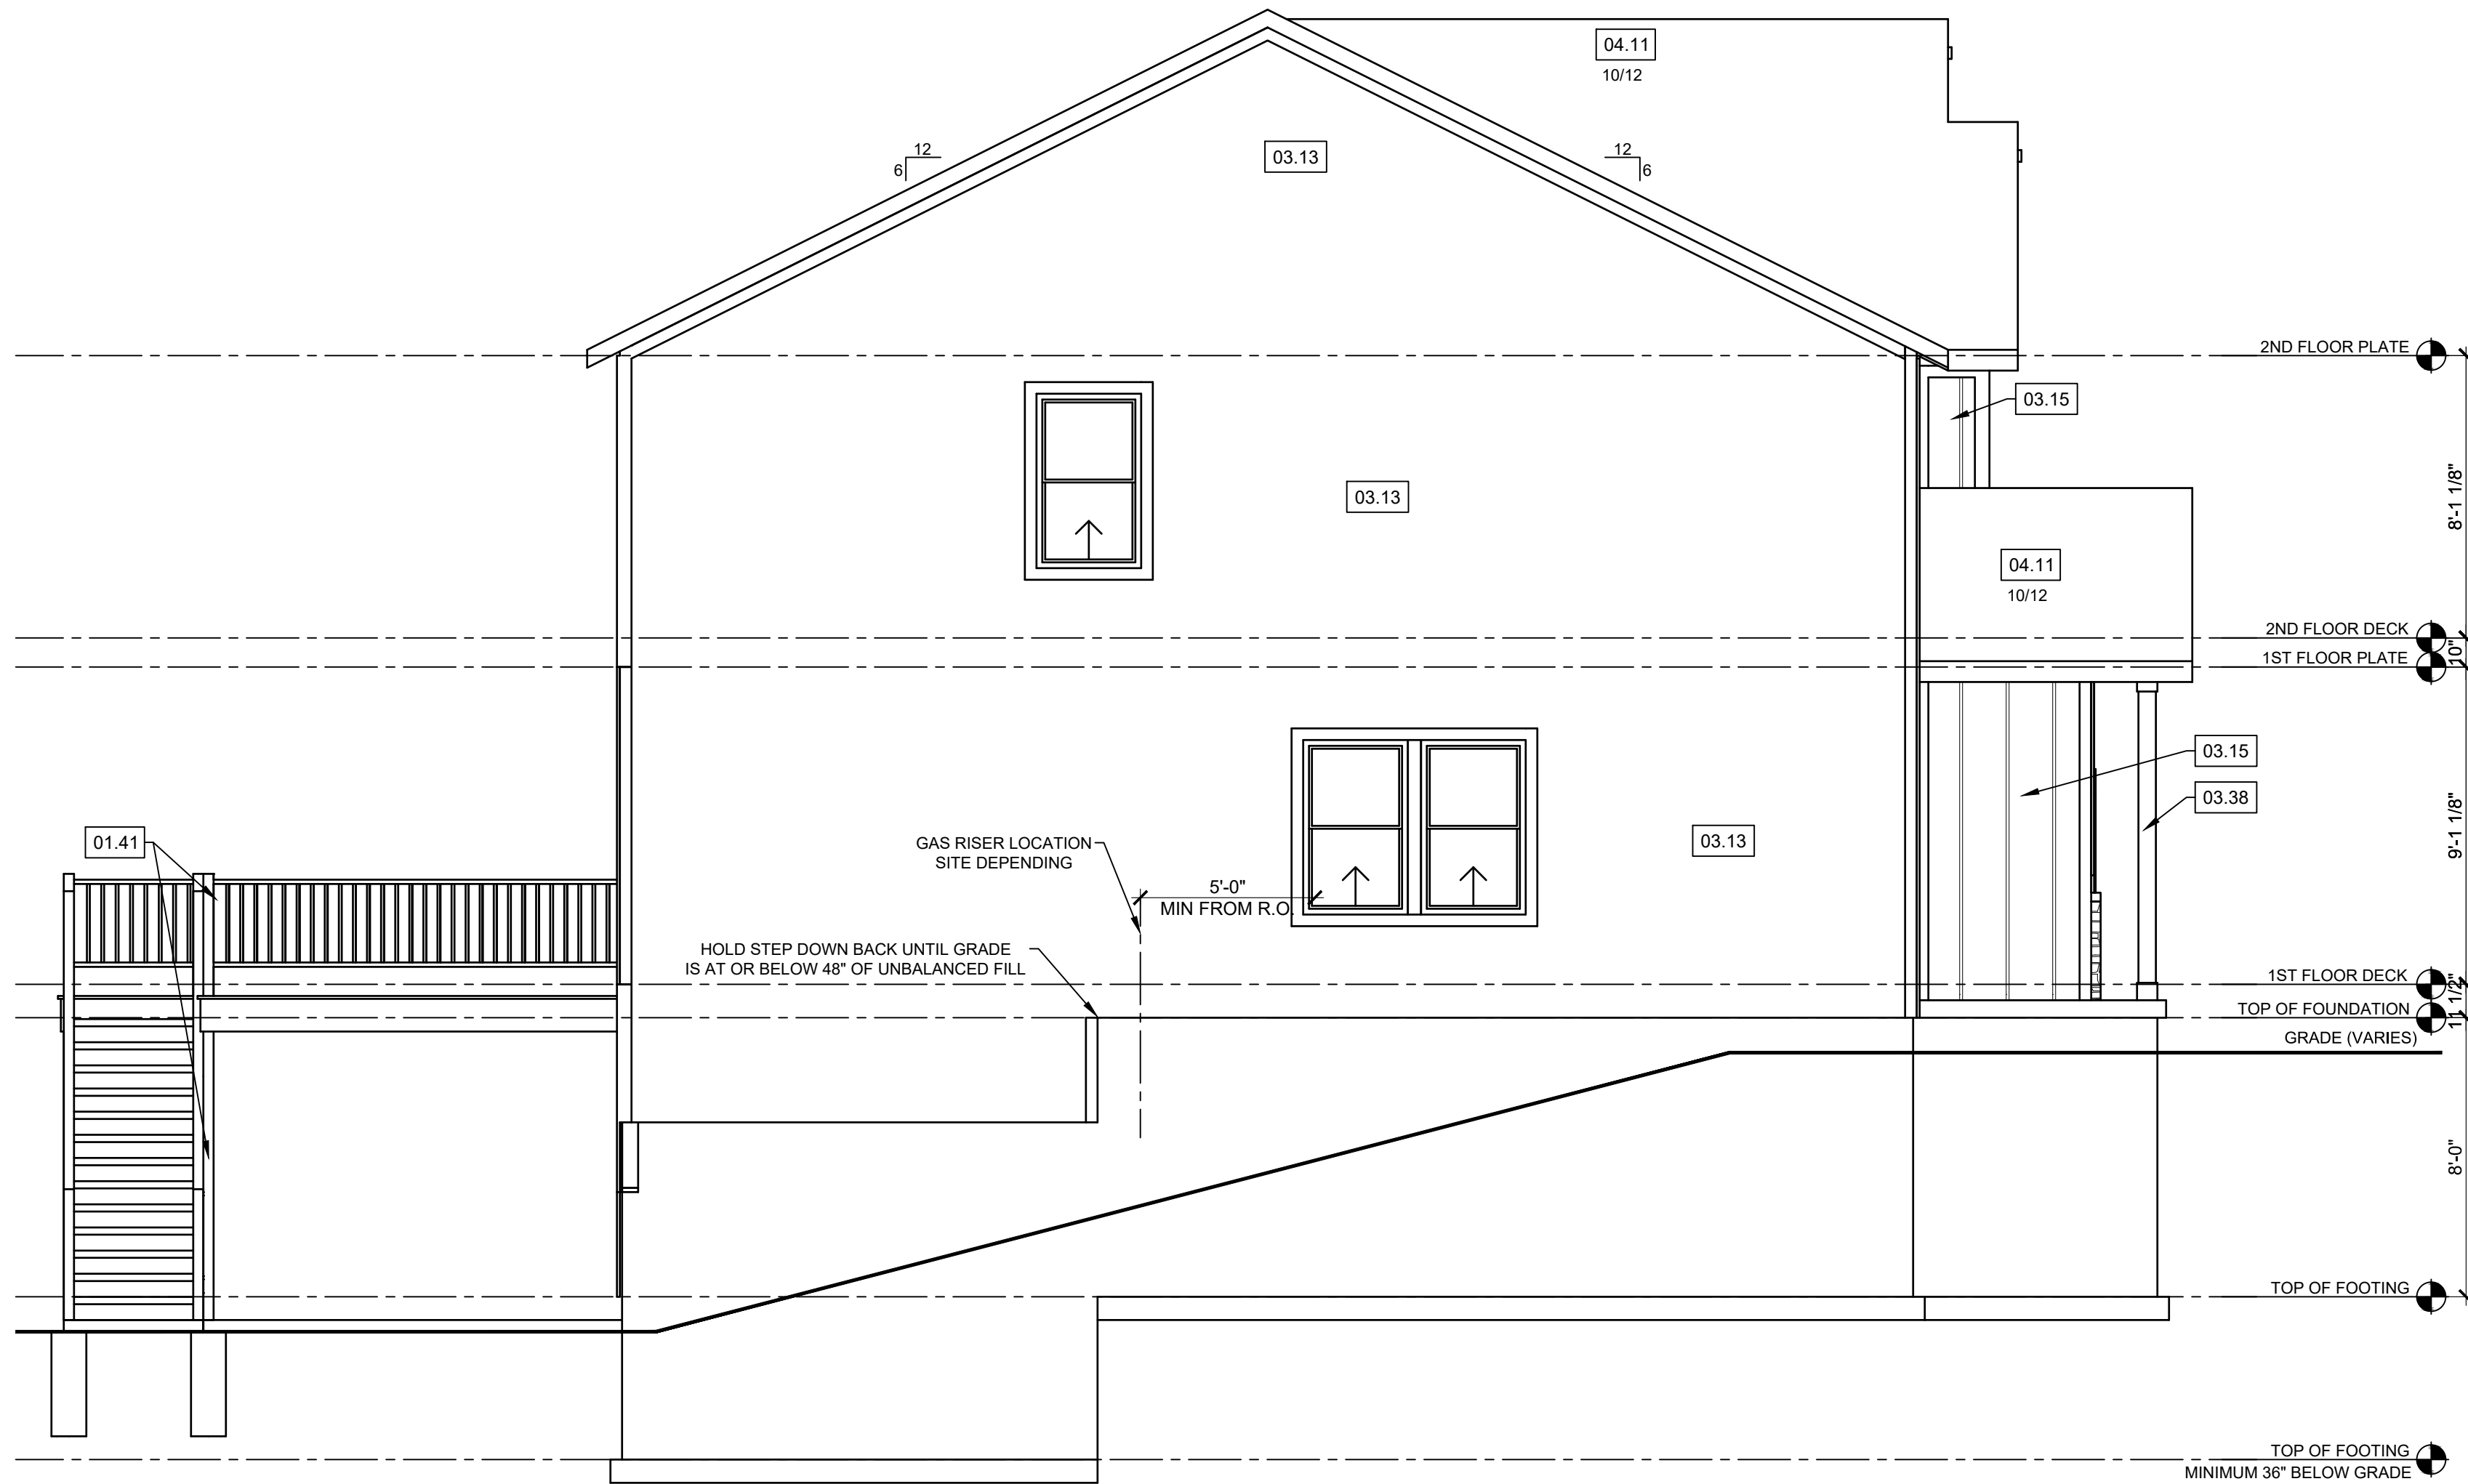 04.11
10/12
12
6
03.13
12
6
2ND FLOOR PLATE
03.15
8'-1 1/8"
03.13
04.11
10/12
2ND FLOOR DECK
10"
1ST FLOOR PLATE
03.15
03.38
9'-1 1/8"
01.41
GAS RISER LOCATION
SITE DEPENDING
03.13
5'-0"
MIN FROM R.O.
HOLD STEP DOWN BACK UNTIL GRADE
IS AT OR BELOW 48" OF UNBALANCED FILL
1ST FLOOR DECK
11 1/2"
TOP OF FOUNDATION
GRADE (VARIES)
8'-0"
TOP OF FOOTING
TOP OF FOOTING
MINIMUM 36" BELOW GRADE